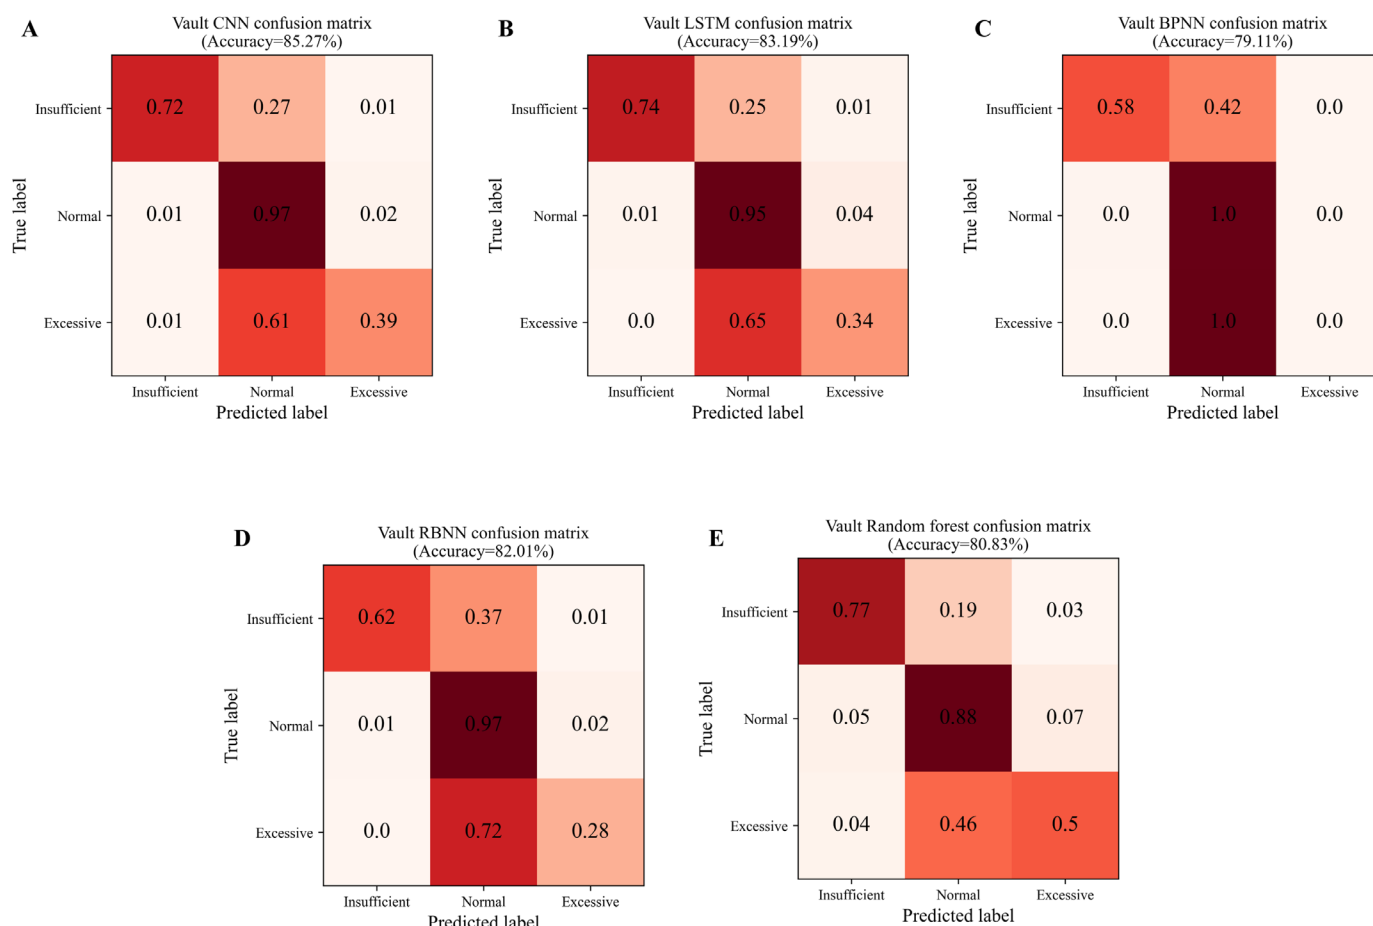 A
Vault CNN confusion matrix
(Accuracy=85.27%)
True label
Insufficient 0.72 0.27 0.01
Normal 0.01 0.97 0.02
Excessive 0.01 0.61 0.39
Insufficient Normal Excessive
Predicted label
B
Vault LSTM confusion matrix
(Accuracy=83.19%)
True label
Insufficient 0.74 0.25 0.01
Normal 0.01 0.95 0.04
Excessive 0.0 0.65 0.34
Insufficient Normal Excessive
Predicted label
C
Vault BPNN confusion matrix
(Accuracy=79.11%)
True label
Insufficient 0.58 0.42 0.0
Normal 0.0 1.0 0.0
Excessive 0.0 1.0 0.0
Insufficient Normal Excessive
Predicted label
D
Vault RBNN confusion matrix
(Accuracy=82.01%)
True label
Insufficient 0.62 0.37 0.01
Normal 0.01 0.97 0.02
Excessive 0.0 0.72 0.28
Insufficient Normal Excessive
Predicted label
E
Vault Random forest confusion matrix
(Accuracy=80.83%)
True label
Insufficient 0.77 0.19 0.03
Normal 0.05 0.88 0.07
Excessive 0.04 0.46 0.5
Insufficient Normal Excessive
Predicted label